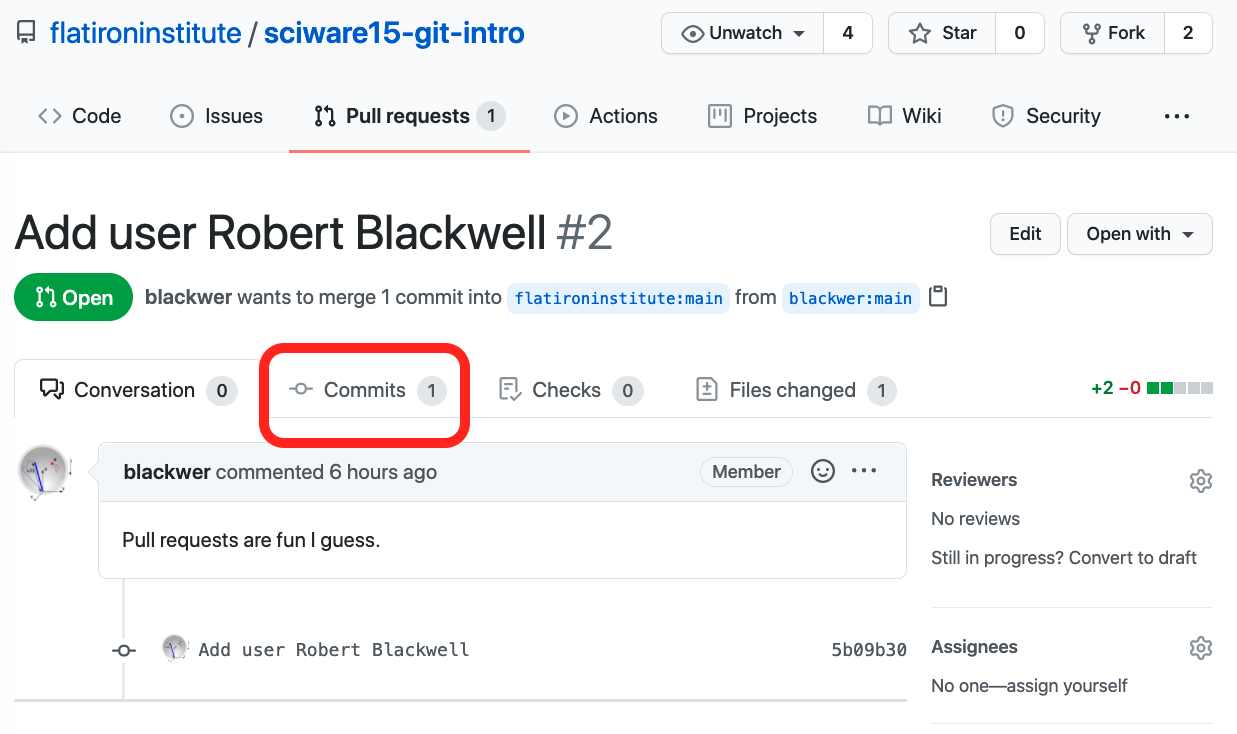 flatironinstitute / sciware15-git-intro
Unwatch 4 Star 0 Fork 2
Code Issues Pull requests 1 Actions Projects Wiki Security
Add user Robert Blackwell #2
Edit Open with
Open blackwer wants to merge 1 commit into flatironinstitute:main from blackwer:main
Conversation 0 Commits 1 Checks 0 Files changed 1 +2 −0
blackwer commented 6 hours ago Member
Pull requests are fun I guess.
Add user Robert Blackwell 5b09b30
Reviewers
No reviews
Still in progress? Convert to draft
Assignees
No one—assign yourself